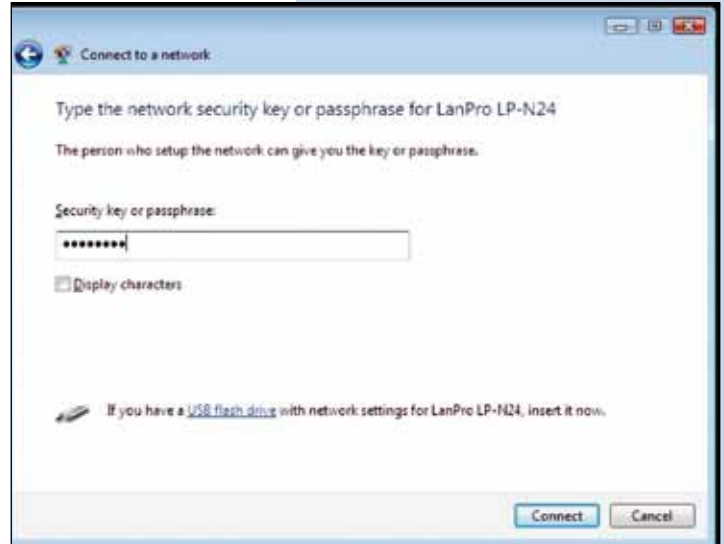 Connect to a network
Type the network security key or passphrase for LanPro LP-N24
The person who setup the network can give you the key or passphrase.
Security key or passphrase:
••••••••
Display characters
If you have a USB flash drive with network settings for LanPro LP-N24, insert it now.
Connect Cancel